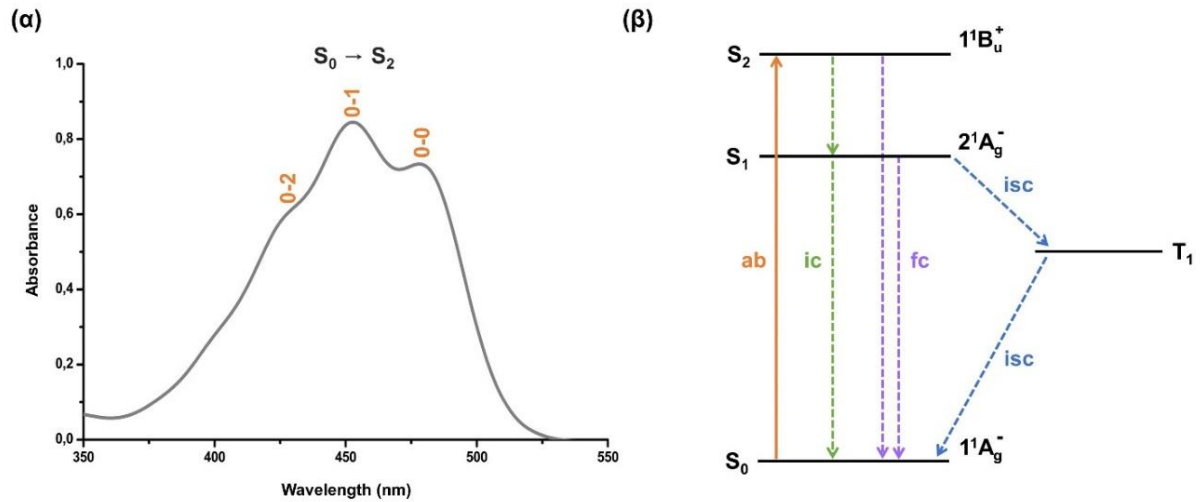 (α)
S₀ → S₂
1,0
0,8
0,6
0,4
0,2
0,0
Absorbance
0-2
0-1
0-0
350
400
450
500
550
Wavelength (nm)
(β)
S₂
1¹Bᵤ⁺
S₁
2¹A_g⁻
isc
T₁
ab
ic
fc
isc
S₀
1¹A_g⁻